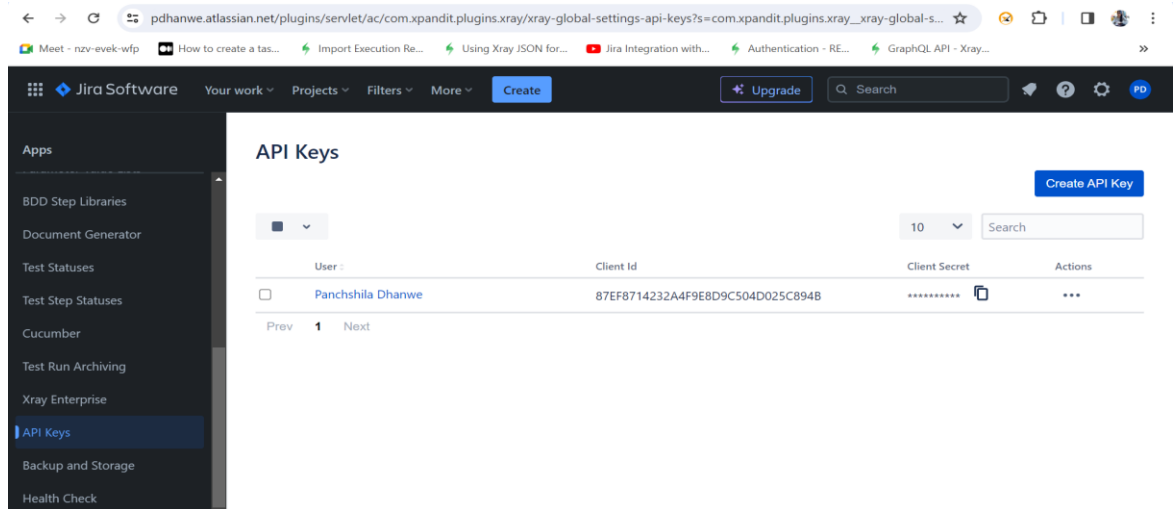 pdhanwe.atlassian.net/plugins/servlet/ac/com.xpandit.plugins.xray/xray-global-settings-api-keys?s=com.xpandit.plugins.xray__xray-global-s...
Meet - nzv-evek-wfp How to create a tas... Import Execution Re... Using Xray JSON for... Jira Integration with... Authentication - RE... GraphQL API - Xray... »
Jira Software Your work Projects Filters More Create Upgrade Search PD
Apps
API Keys
Create API Key
BDD Step Libraries
Document Generator
10 Search
Test Statuses
User Client Id Client Secret Actions
Test Step Statuses
Panchshila Dhanwe 87EF8714232A4F9E8D9C504D025C894B ********** •••
Prev 1 Next
Cucumber
Test Run Archiving
Xray Enterprise
API Keys
Backup and Storage
Health Check